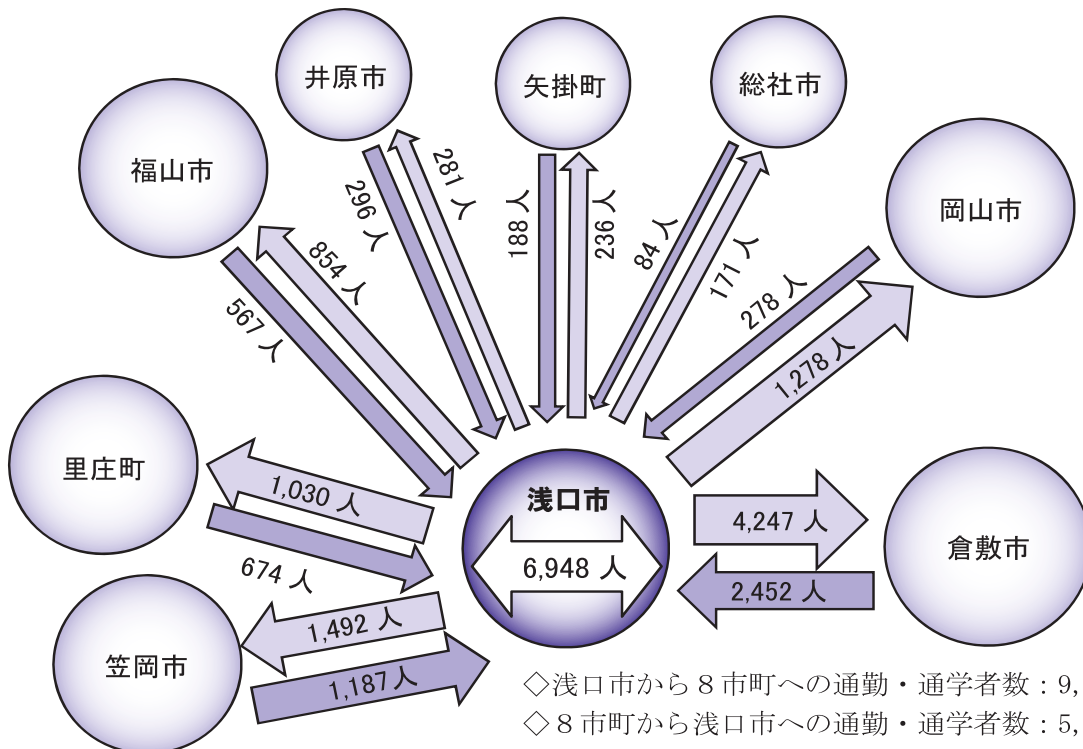 井原市
矢掛町
総社市
福山市
岡山市
281 人
296 人
188 人
236 人
84 人
171 人
854 人
567 人
278 人
1,278 人
里庄町
1,030 人
674 人
浅口市
6,948 人
4,247 人
2,452 人
倉敷市
笠岡市
1,492 人
1,187人
◇浅口市から８市町への通勤・通学者数：9,
◇８市町から浅口市への通勤・通学者数：5,